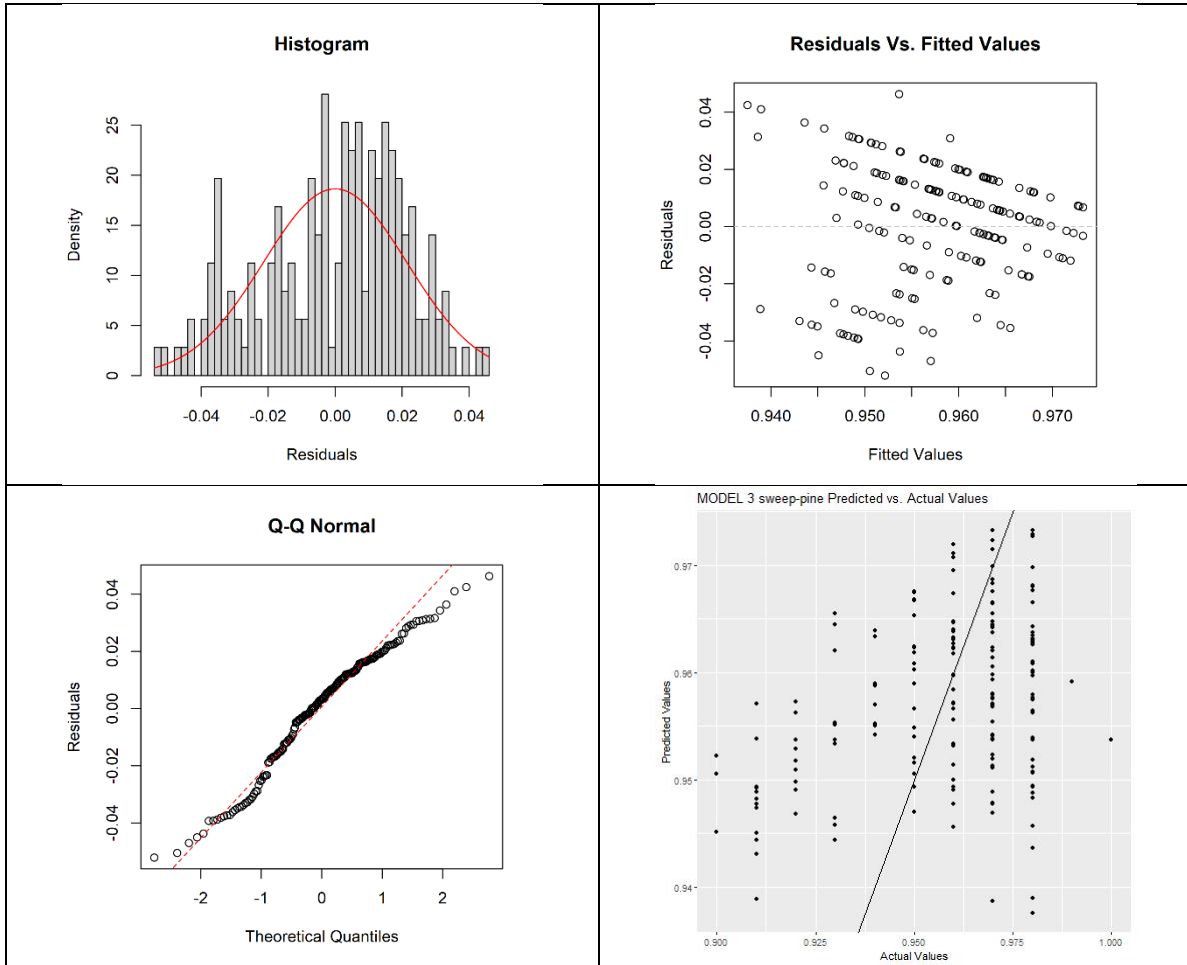 Histogram
Density
0 5 10 15 20 25
-0.04 -0.02 0.00 0.02 0.04
Residuals
Residuals Vs. Fitted Values
Residuals
-0.04 -0.02 0.00 0.02 0.04
0.940 0.950 0.960 0.970
Fitted Values
Q-Q Normal
Residuals
-0.04 -0.02 0.00 0.02 0.04
-2 -1 0 1 2
Theoretical Quantiles
MODEL 3 sweep-pine Predicted vs. Actual Values
Predicted Values
0.97
0.96
0.95
0.94
0.900 0.925 0.950 0.975 1.000
Actual Values